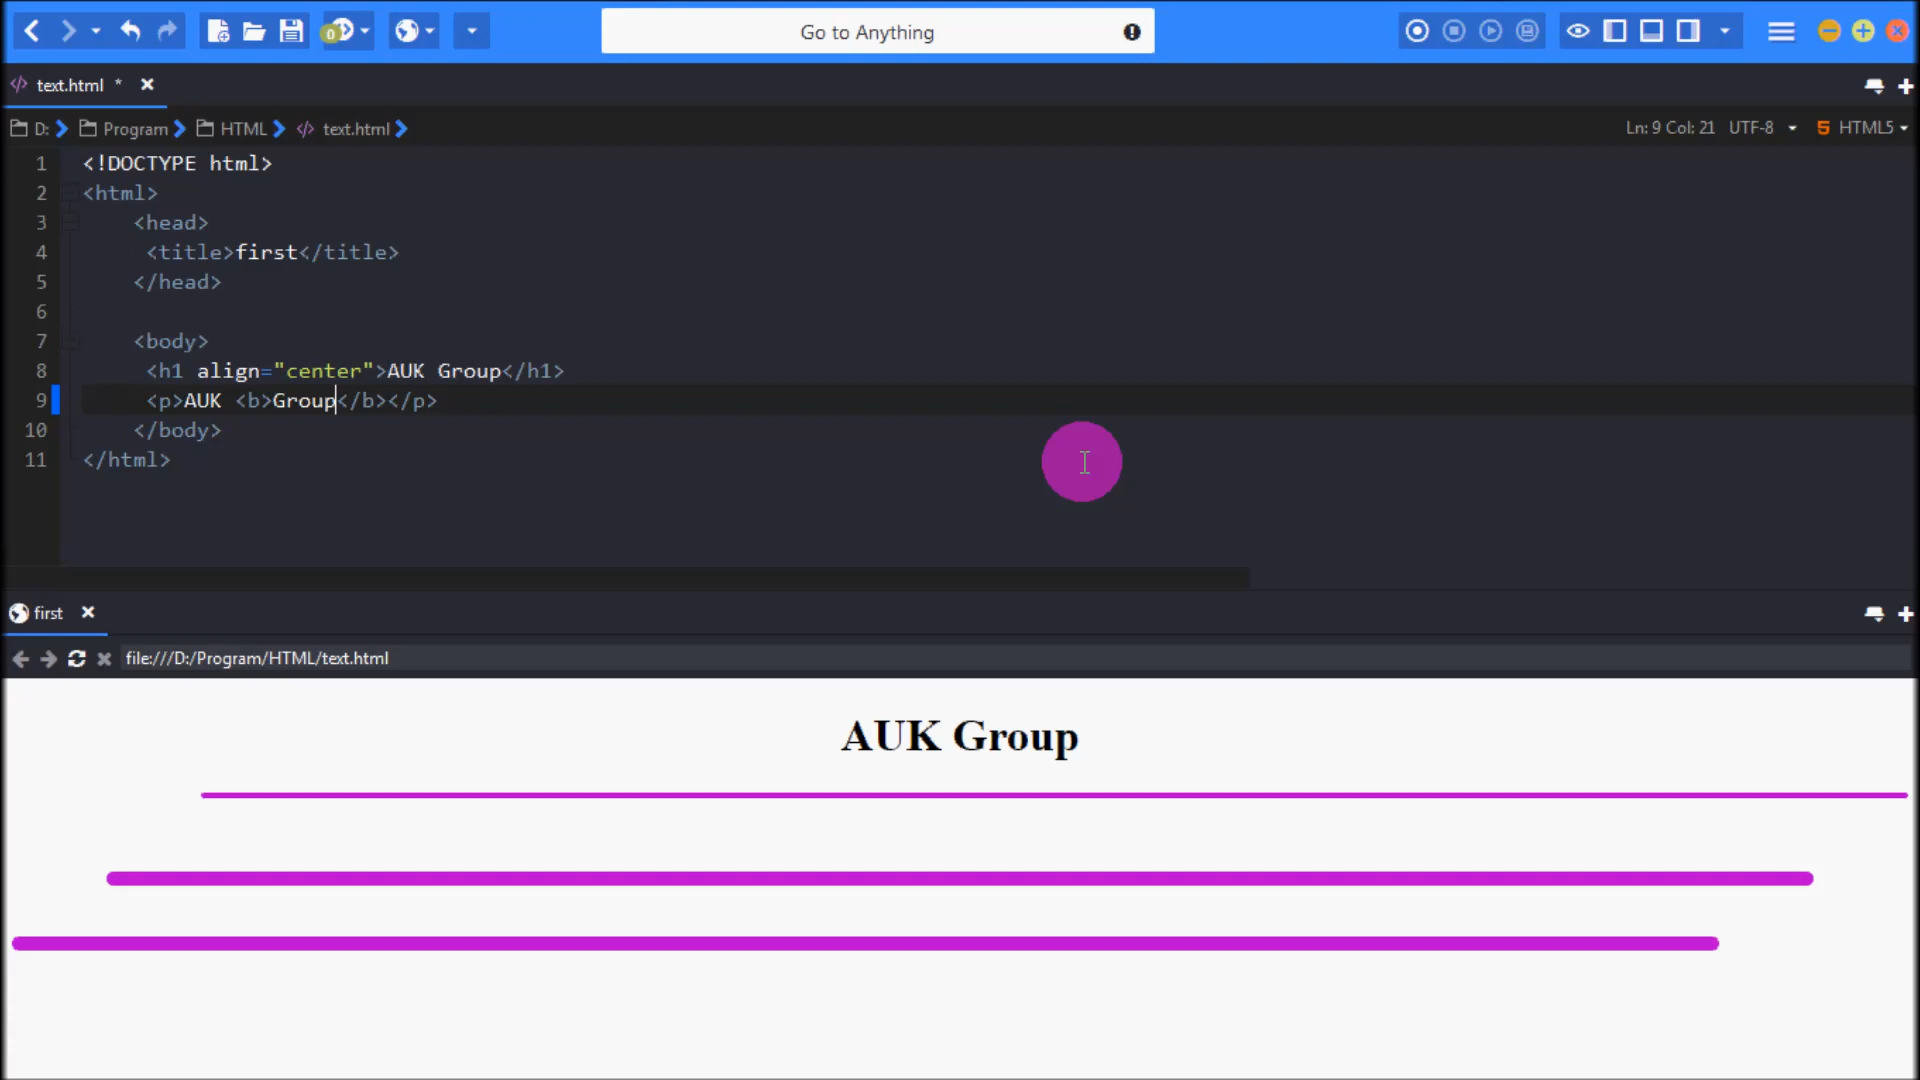 Go to Anything
text.html *
D: Program HTML text.html
Ln: 9 Col: 21 UTF-8 HTML5
1 <!DOCTYPE html>
2 <html>
3 <head>
4 <title>first</title>
5 </head>
6
7 <body>
8 <h1 align="center">AUK Group</h1>
9 <p>AUK <b>Group</b></p>
10 </body>
11 </html>
first
file:///D:/Program/HTML/text.html
AUK Group